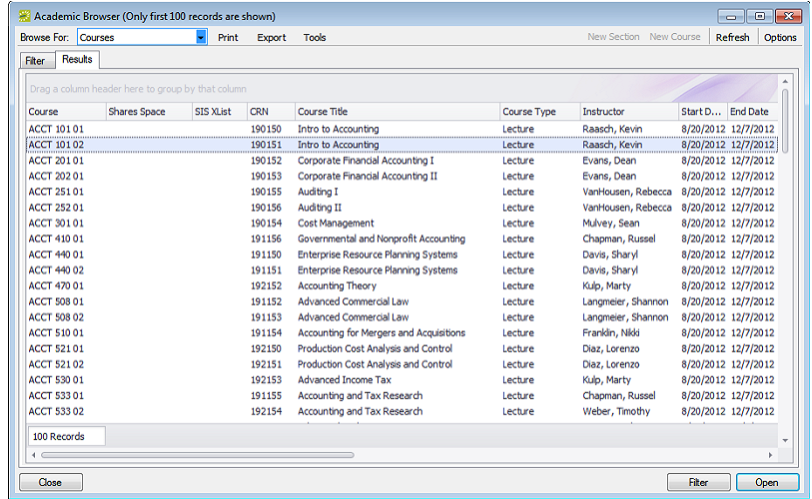 Academic Browser (Only first 100 records are shown)
Browse For: Courses Print Export Tools New Section New Course Refresh Options
Filter Results
Drag a column header here to group by that column
Course Shares Space SIS XList CRN Course Title Course Type Instructor Start D... End Date
ACCT 101 01 190150 Intro to Accounting Lecture Raasch, Kevin 8/20/2012 12/7/2012
ACCT 101 02 190151 Intro to Accounting Lecture Raasch, Kevin 8/20/2012 12/7/2012
ACCT 201 01 190152 Corporate Financial Accounting I Lecture Evans, Dean 8/20/2012 12/7/2012
ACCT 202 01 190153 Corporate Financial Accounting II Lecture Evans, Dean 8/20/2012 12/7/2012
ACCT 251 01 190155 Auditing I Lecture VanHousen, Rebecca 8/20/2012 12/7/2012
ACCT 252 01 190156 Auditing II Lecture VanHousen, Rebecca 8/20/2012 12/7/2012
ACCT 301 01 190154 Cost Management Lecture Mulvey, Sean 8/20/2012 12/7/2012
ACCT 410 01 191156 Governmental and Nonprofit Accounting Lecture Chapman, Russel 8/20/2012 12/7/2012
ACCT 440 01 191150 Enterprise Resource Planning Systems Lecture Davis, Sharyl 8/20/2012 12/7/2012
ACCT 440 02 191151 Enterprise Resource Planning Systems Lecture Davis, Sharyl 8/20/2012 12/7/2012
ACCT 470 01 192152 Accounting Theory Lecture Kulp, Marty 8/20/2012 12/7/2012
ACCT 508 01 191152 Advanced Commercial Law Lecture Langmeier, Shannon 8/20/2012 12/7/2012
ACCT 508 02 191153 Advanced Commercial Law Lecture Langmeier, Shannon 8/20/2012 12/7/2012
ACCT 510 01 191154 Accounting for Mergers and Acquisitions Lecture Franklin, Nikki 8/20/2012 12/7/2012
ACCT 521 01 192150 Production Cost Analysis and Control Lecture Diaz, Lorenzo 8/20/2012 12/7/2012
ACCT 521 02 192151 Production Cost Analysis and Control Lecture Diaz, Lorenzo 8/20/2012 12/7/2012
ACCT 530 01 192153 Advanced Income Tax Lecture Kulp, Marty 8/20/2012 12/7/2012
ACCT 533 01 191155 Accounting and Tax Research Lecture Chapman, Russel 8/20/2012 12/7/2012
ACCT 533 02 192154 Accounting and Tax Research Lecture Weber, Timothy 8/20/2012 12/7/2012
100 Records
Close Filter Open